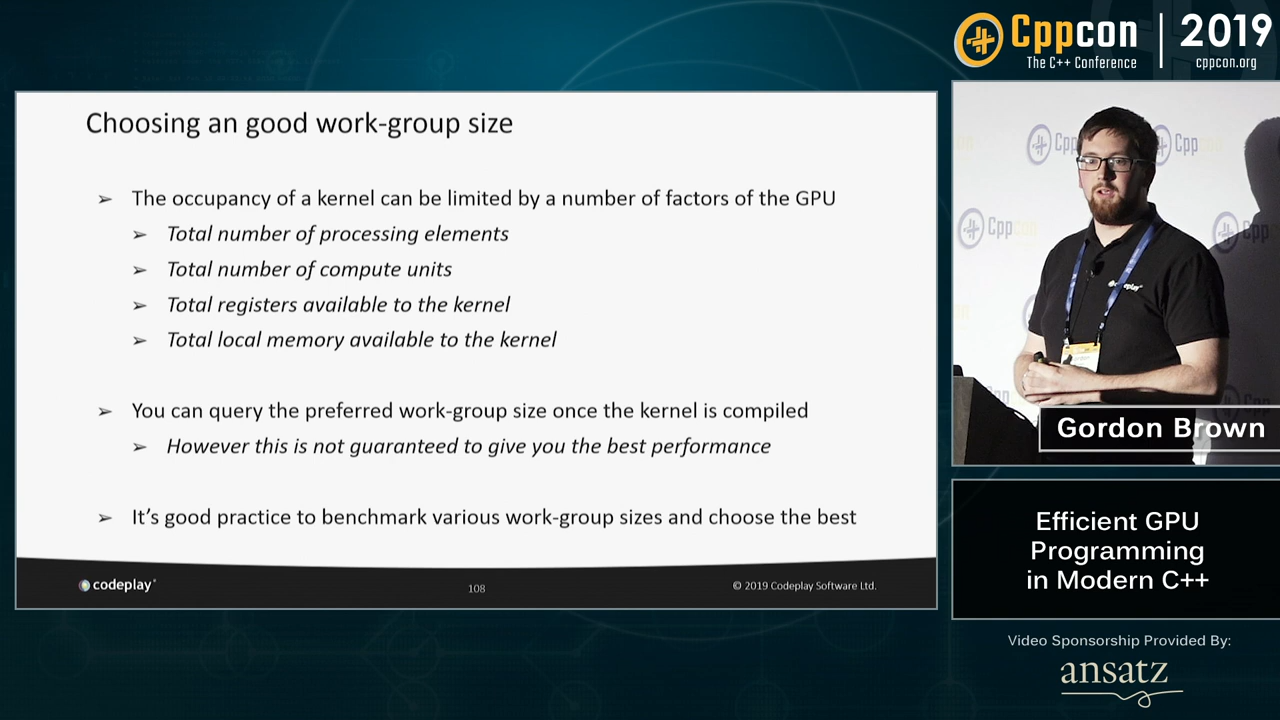 Cppcon | 2019
The C++ Conference cppcon.org
Choosing an good work-group size
➢ The occupancy of a kernel can be limited by a number of factors of the GPU
➢ Total number of processing elements
➢ Total number of compute units
➢ Total registers available to the kernel
➢ Total local memory available to the kernel
➢ You can query the preferred work-group size once the kernel is compiled
➢ However this is not guaranteed to give you the best performance
➢ It's good practice to benchmark various work-group sizes and choose the best
codeplay®
108
© 2019 Codeplay Software Ltd.
Cpp
Cpp
Cppcon
Cpp
codeplay
Gordon Brown
Efficient GPU
Programming
in Modern C++
Video Sponsorship Provided By:
ansatz